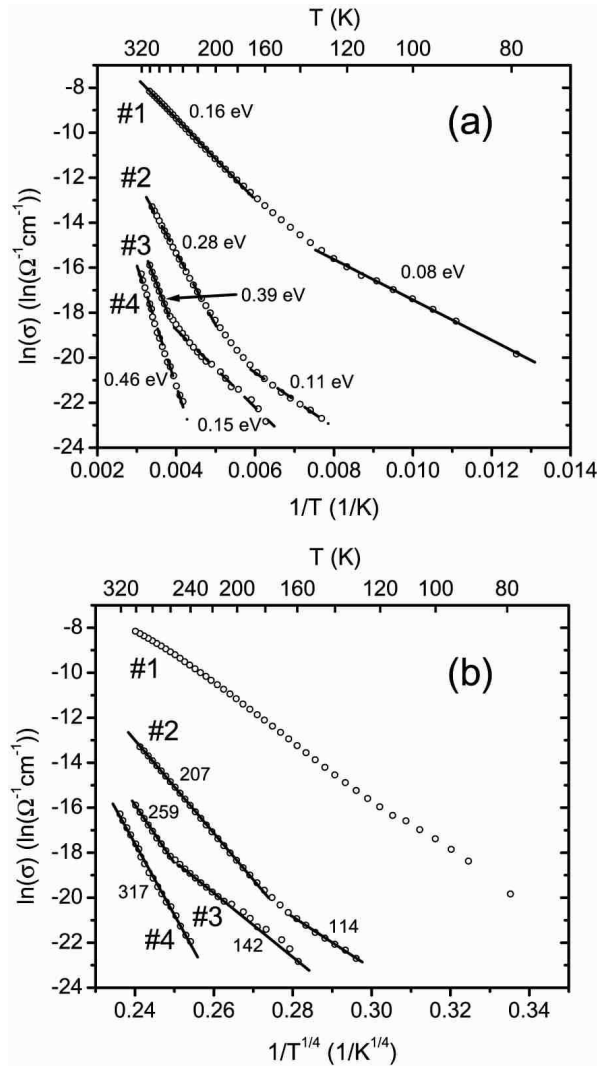 T (K)
320 240 200 160 120 100 80
-8
-10
-12
-14
-16
-18
-20
-22
-24
ln(σ) (ln(Ω⁻¹cm⁻¹))
(a)
#1
0.16 eV
#2
0.28 eV
#3
0.39 eV
#4
0.08 eV
0.46 eV
0.11 eV
0.15 eV
0.002 0.004 0.006 0.008 0.010 0.012 0.014
1/T (1/K)
T (K)
320 240 200 160 120 100 80
-8
-10
-12
-14
-16
-18
-20
-22
-24
ln(σ) (ln(Ω⁻¹cm⁻¹))
(b)
#1
#2
207
259
317
#3
114
#4
142
0.24 0.26 0.28 0.30 0.32 0.34
1/T¹ᐟ⁴ (1/K¹ᐟ⁴)